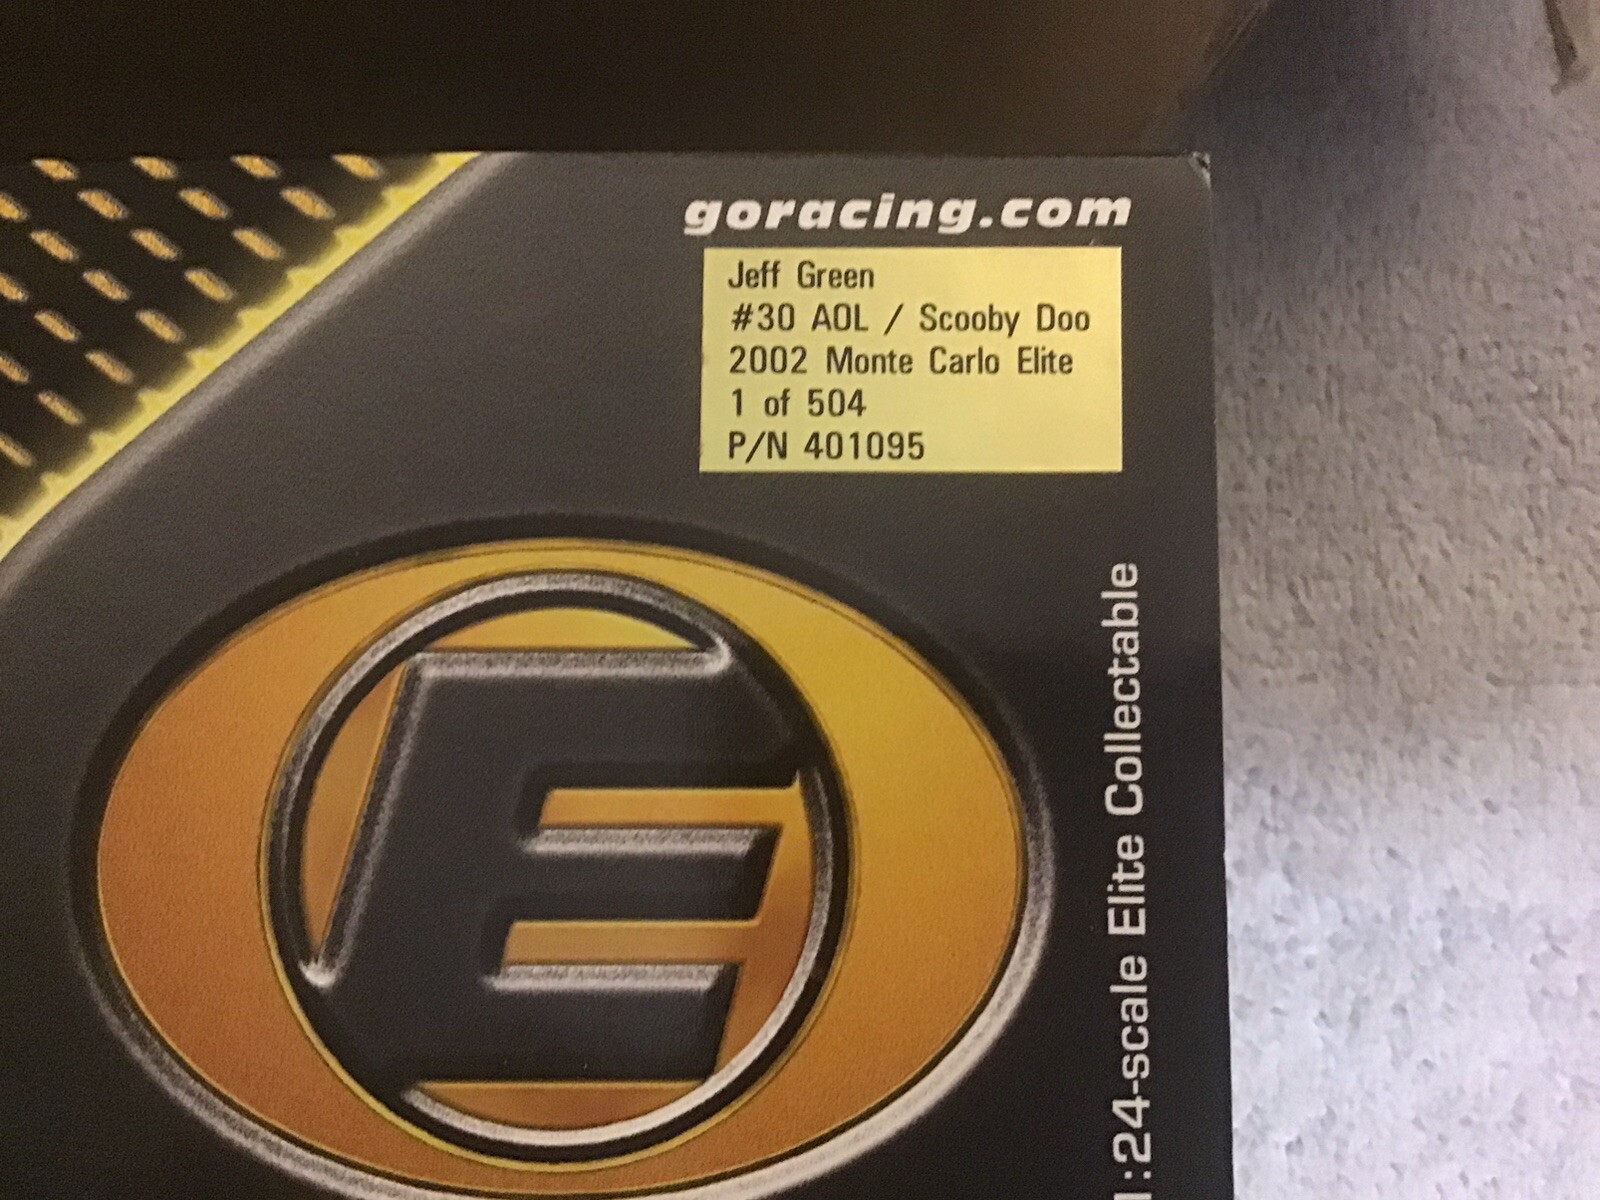 goracing.com
Jeff Green
#30 AOL / Scooby Doo
2002 Monte Carlo Elite
1 of 504
P/N 401095
E
1:24-scale Elite Collectable